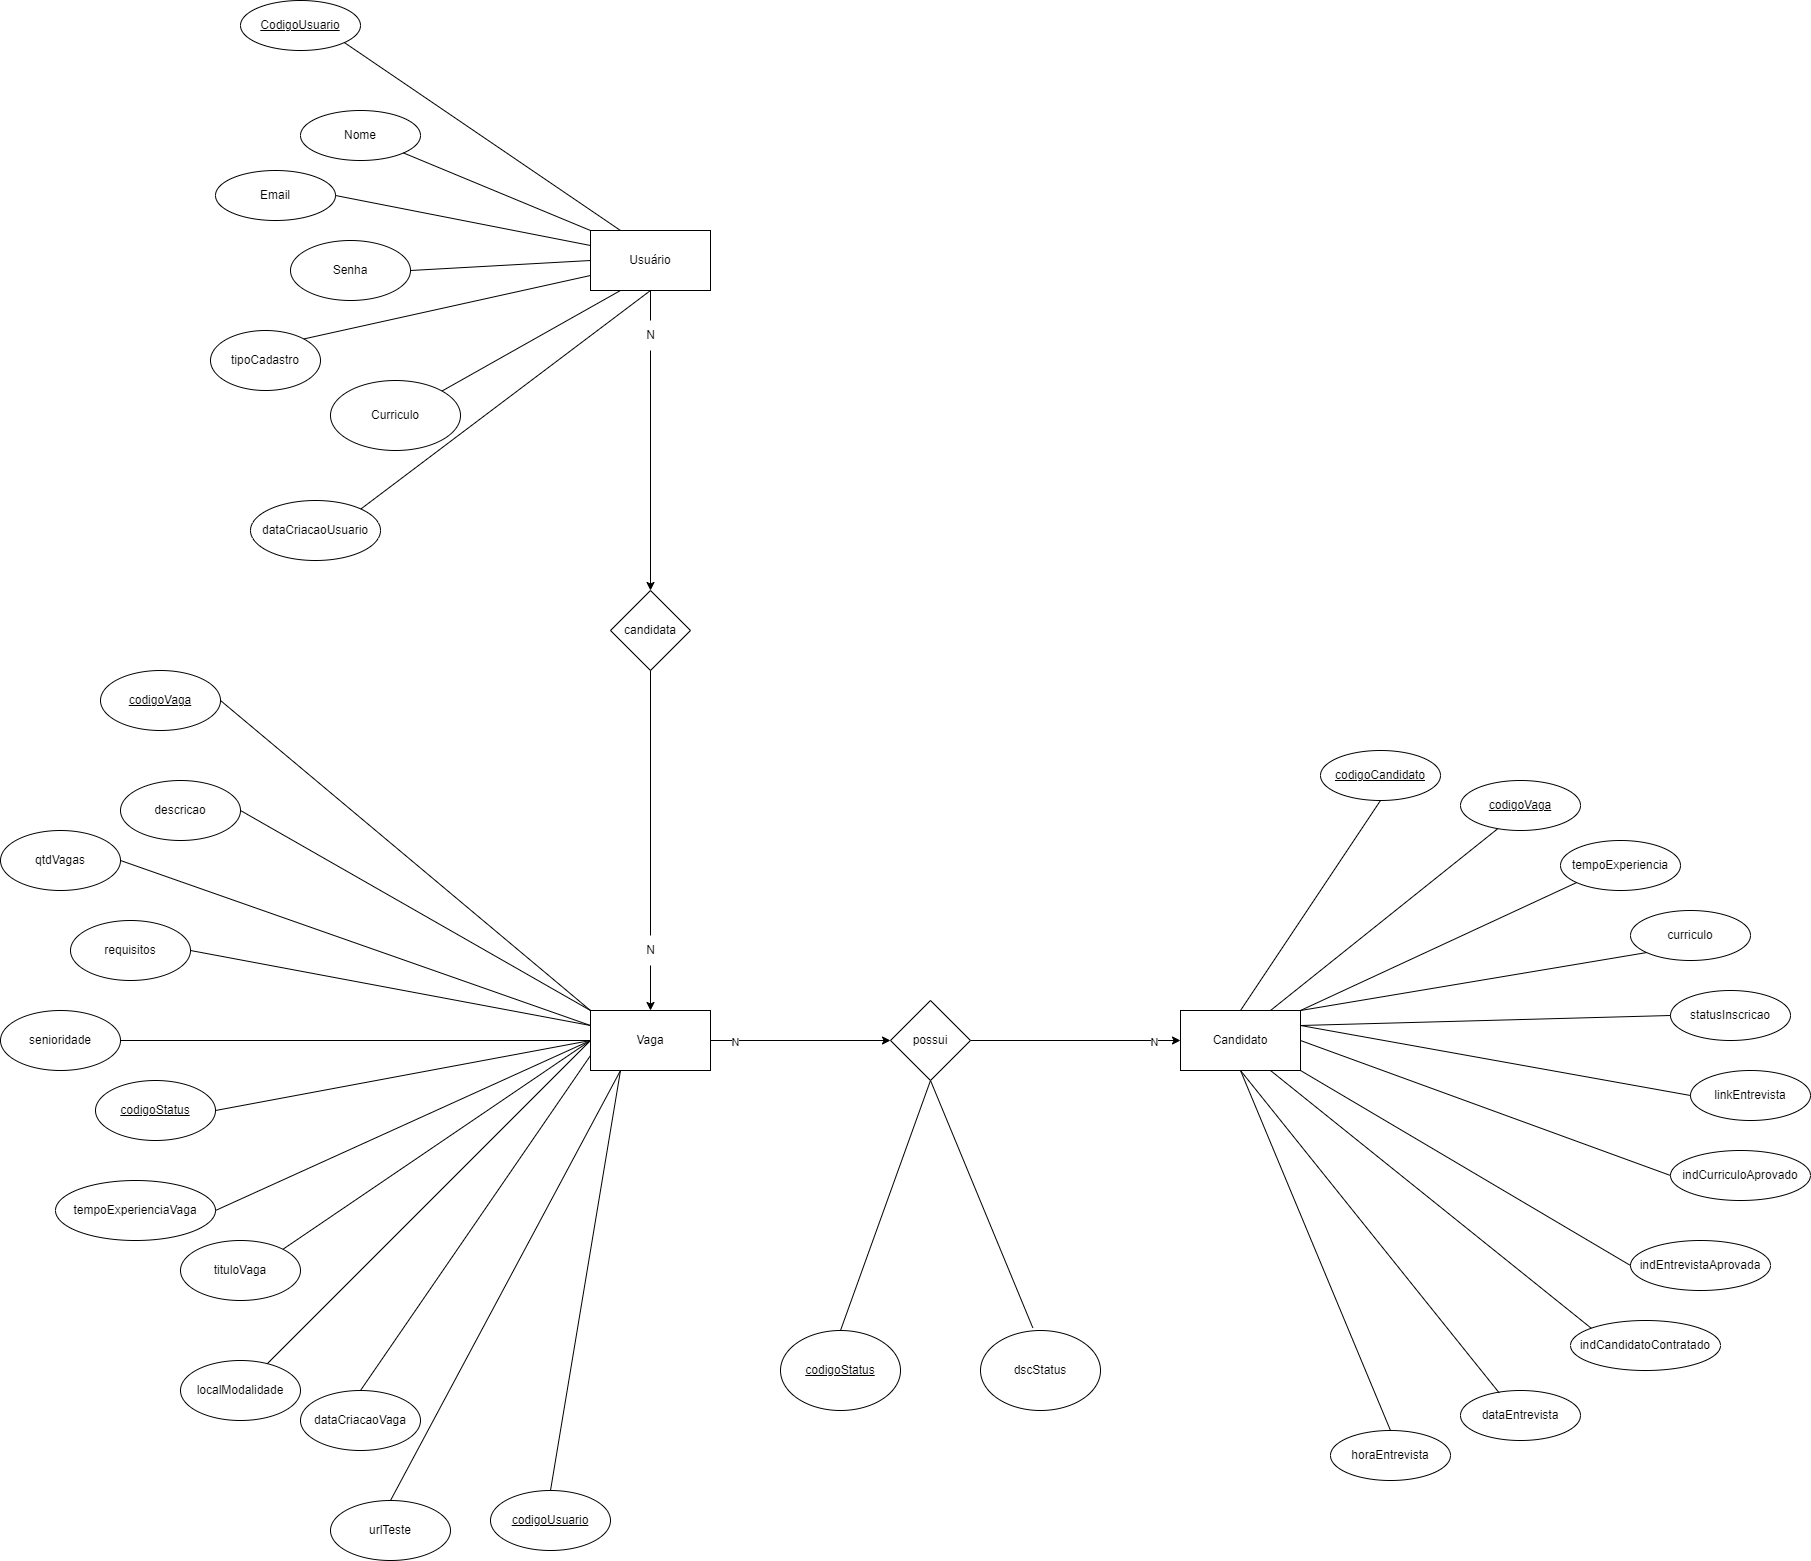 CodigoUsuario
Nome
Email
Senha
tipoCadastro
Curriculo
dataCriacaoUsuario
Usuário
N
candidata
N
codigoVaga
descricao
qtdVagas
requisitos
senioridade
codigoStatus
tempoExperienciaVaga
tituloVaga
localModalidade
dataCriacaoVaga
urlTeste
codigoUsuario
Vaga
N
possui
N
codigoStatus
dscStatus
Candidato
codigoCandidato
codigoVaga
tempoExperiencia
curriculo
statusInscricao
linkEntrevista
indCurriculoAprovado
indEntrevistaAprovada
indCandidatoContratado
dataEntrevista
horaEntrevista